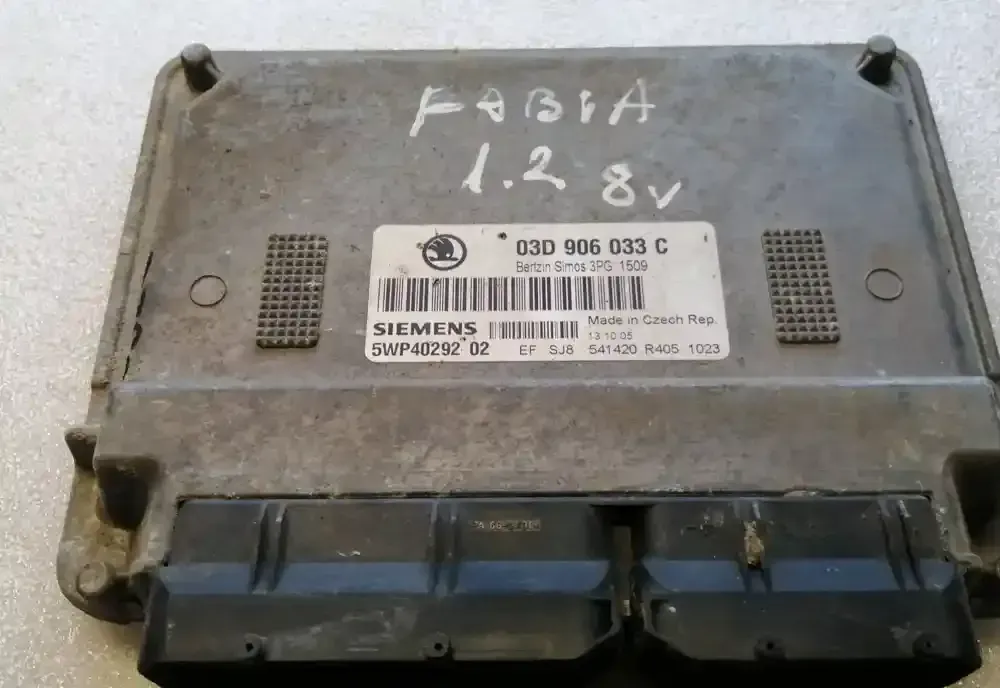 FABIA
1.2 8v
03D 906 033 C
Benzin Simos 3PG 1509
SIEMENS
Made in Czech Rep.
13 10 05
5WP40292 02
EF SJ8 541420 R405 1023